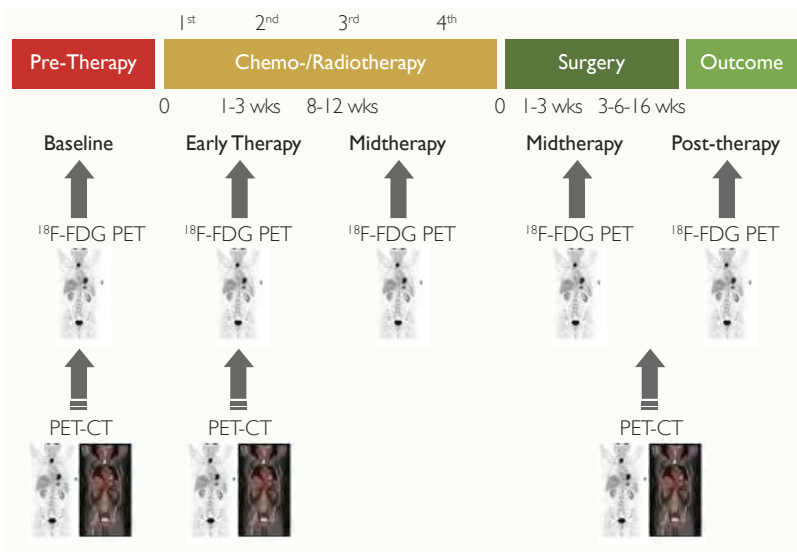 1st 2nd 3rd 4th
Pre-Therapy Chemo-/Radiotherapy Surgery Outcome
0 1-3 wks 8-12 wks 0 1-3 wks 3-6-16 wks
Baseline Early Therapy Midtherapy Midtherapy Post-therapy
18F-FDG PET 18F-FDG PET 18F-FDG PET 18F-FDG PET 18F-FDG PET
PET-CT PET-CT PET-CT